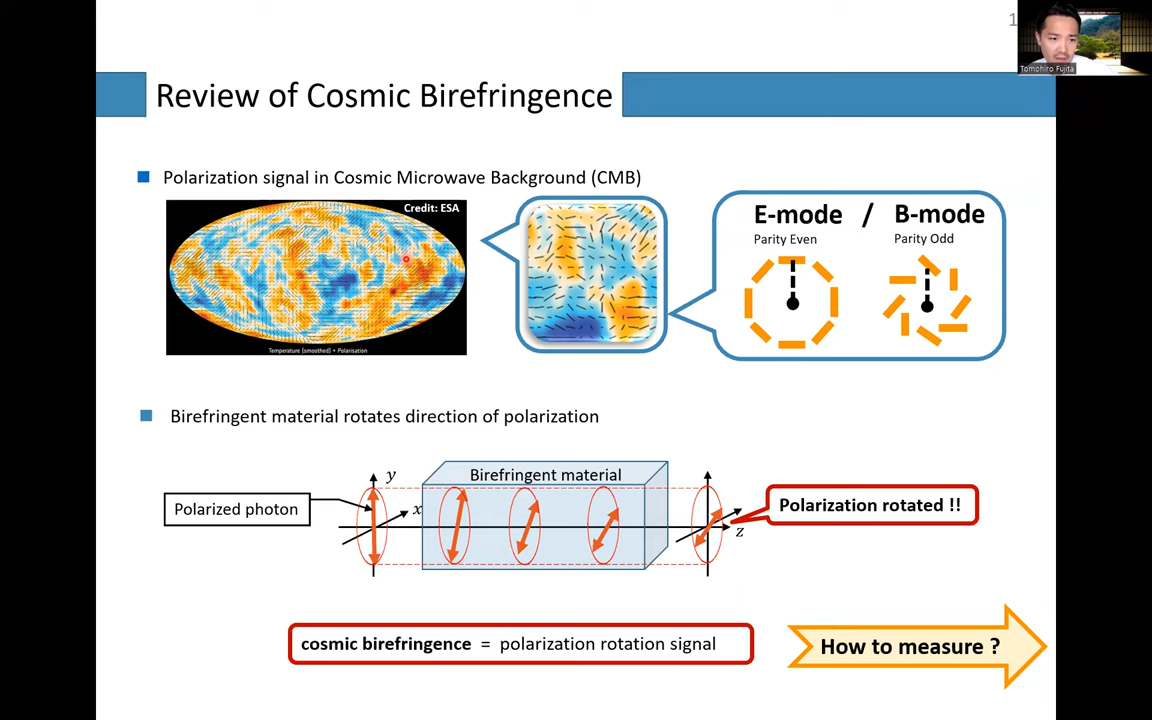 1
Tomohiro Fujita
Review of Cosmic Birefringence
Polarization signal in Cosmic Microwave Background (CMB)
Credit: ESA
Temperature (smoothed) + Polarisation
E-mode / B-mode
Parity Even
Parity Odd
Birefringent material rotates direction of polarization
Birefringent material
y
x
z
Polarized photon
Polarization rotated !!
cosmic birefringence = polarization rotation signal
How to measure ?